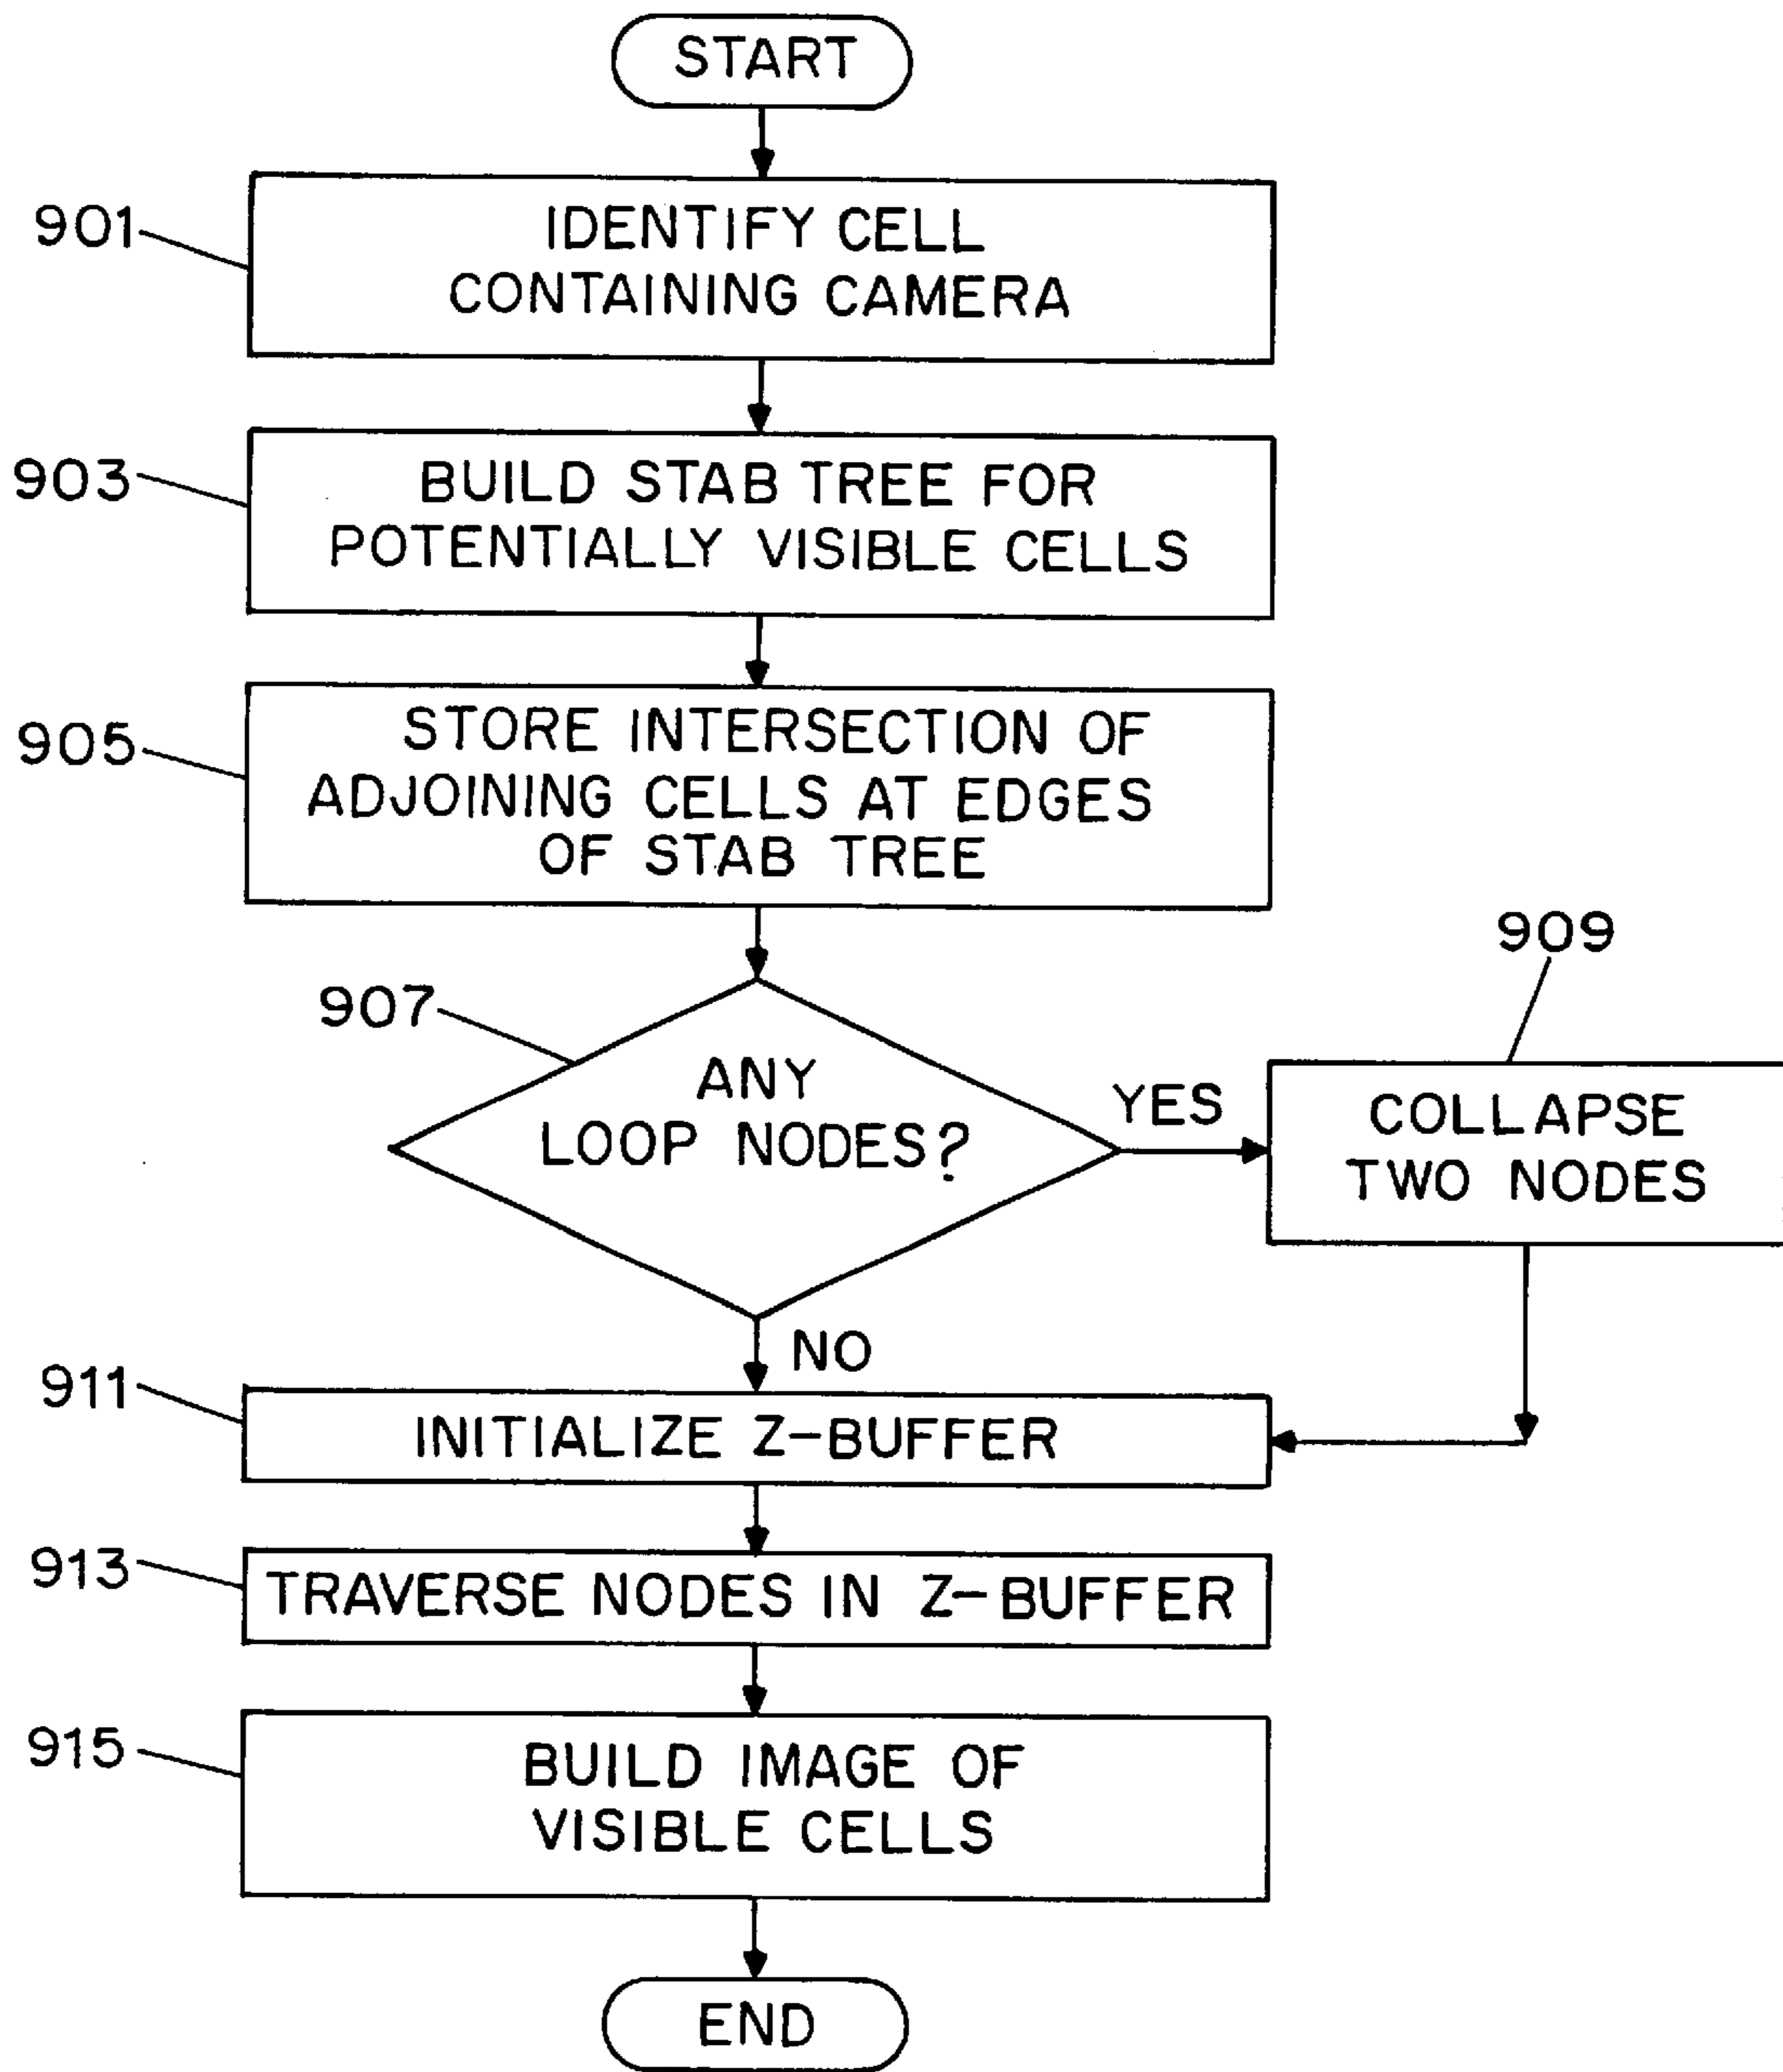 START
901
IDENTIFY CELL
CONTAINING CAMERA
903
BUILD STAB TREE FOR
POTENTIALLY VISIBLE CELLS
905
STORE INTERSECTION OF
ADJOINING CELLS AT EDGES
OF STAB TREE
907
ANY
LOOP NODES?
YES
909
COLLAPSE
TWO NODES
NO
911
INITIALIZE Z-BUFFER
913
TRAVERSE NODES IN Z-BUFFER
915
BUILD IMAGE OF
VISIBLE CELLS
END